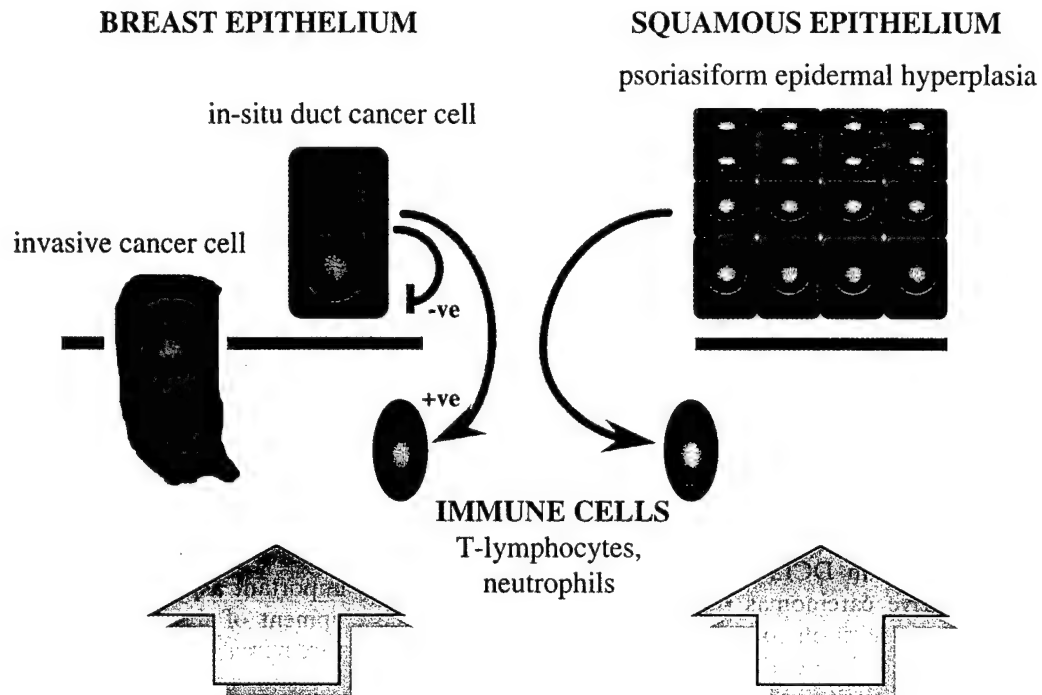 BREAST EPITHELIUM
SQUAMOUS EPITHELIUM
psoriasiform epidermal hyperplasia
in-situ duct cancer cell
invasive cancer cell
-ve
+ve
IMMUNE CELLS
T-lymphocytes,
neutrophils